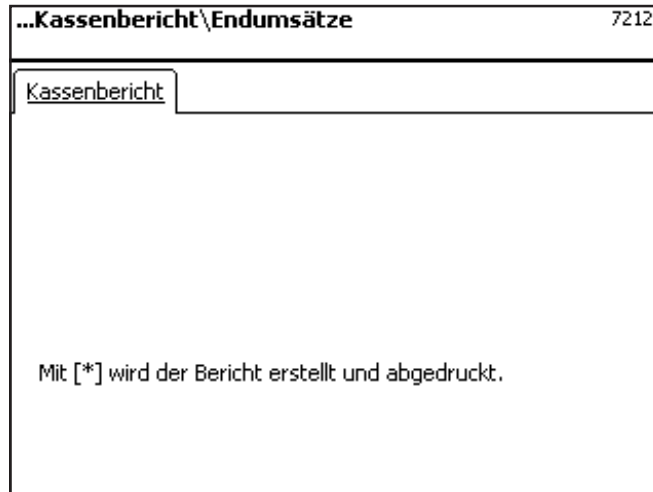 ...Kassenbericht\Endumsätze 7212
Kassenbericht
Mit [*] wird der Bericht erstellt und abgedruckt.